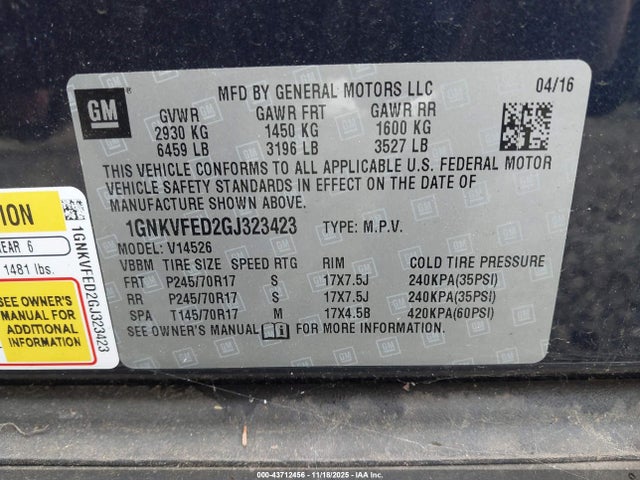 GM
MFD BY GENERAL MOTORS LLC 04/16
GVWR GAWR FRT GAWR RR
2930 KG 1450 KG 1600 KG
6459 LB 3196 LB 3527 LB
THIS VEHICLE CONFORMS TO ALL APPLICABLE U.S. FEDERAL MOTOR
VEHICLE SAFETY STANDARDS IN EFFECT ON THE DATE OF
MANUFACTURE SHOWN ABOVE.
1GNKVFED2GJ323423 TYPE: M.P.V.
MODEL: V14526
VBBM TIRE SIZE SPEED RTG RIM COLD TIRE PRESSURE
FRT P245/70R17 S 17X7.5J 240KPA(35PSI)
RR P245/70R17 S 17X7.5J 240KPA(35PSI)
SPA T145/70R17 M 17X4.5B 420KPA(60PSI)
SEE OWNER'S MANUAL FOR MORE INFORMATION.
REAR 6
1481 lbs.
SEE OWNER'S
MANUAL FOR
ADDITIONAL
INFORMATION
1GNKVFED2GJ323423
000-43712456 - 11/18/2025 - IAAI.COM